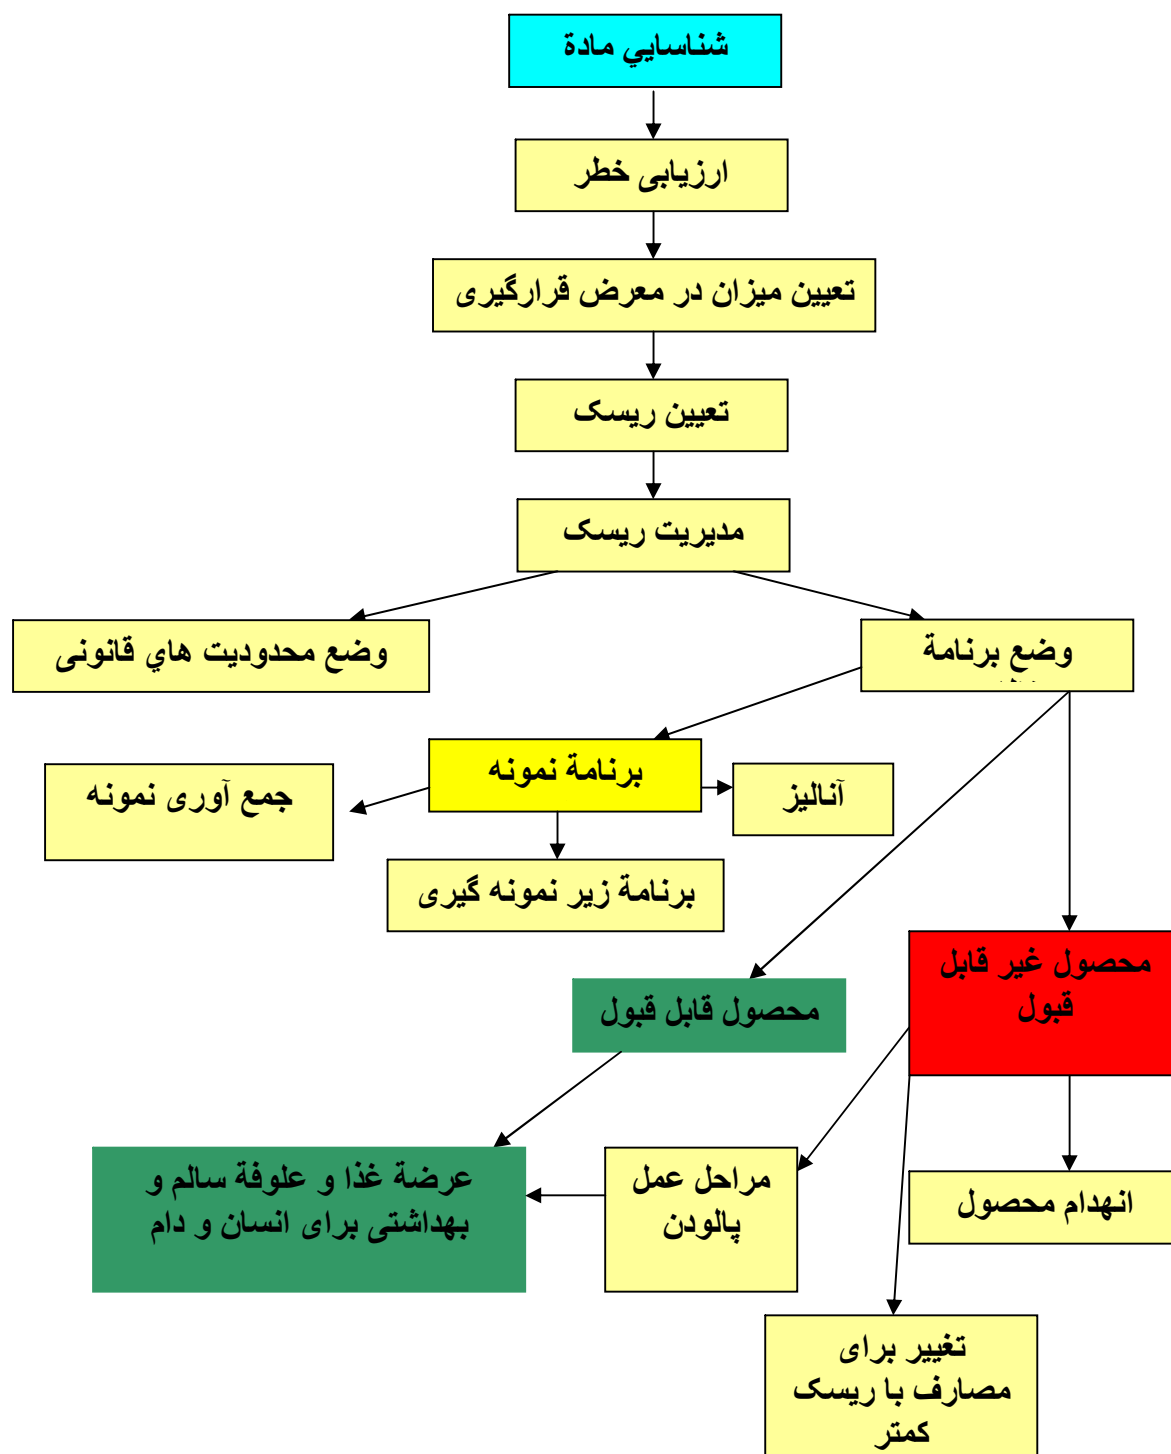 شناسايي مادة
ارزیابی خطر
تعیین میزان در معرض قرارگیری
تعیین ریسک
مدیریت ریسک
وضع محدودیت هاي قانونی
وضع برنامة
برنامة نمونه
آنالیز
جمع آوری نمونه
برنامة زیر نمونه گیری
محصول غیر قابل
قبول
محصول قابل قبول
عرضة غذا و علوفة سالم و
بهداشتی برای انسان و دام
مراحل عمل
پالودن
انهدام محصول
تغییر برای
مصارف با ریسک
کمتر